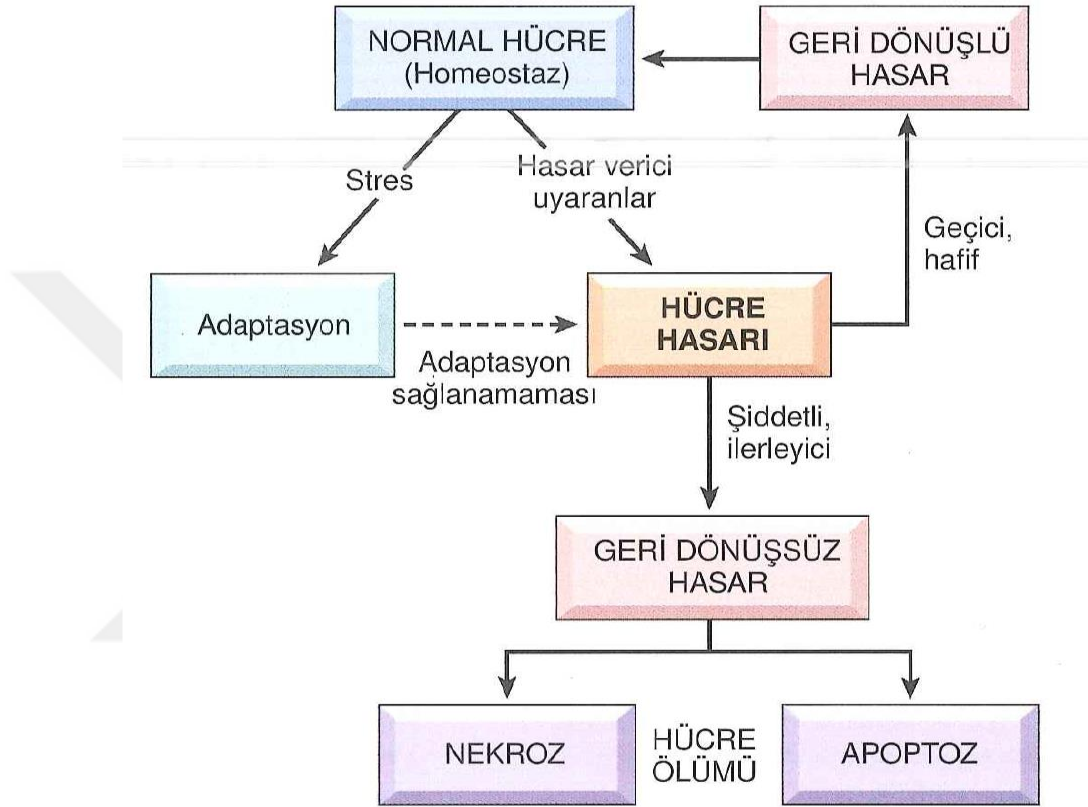 NORMAL HÜCRE
(Homeostaz)
GERİ DÖNÜŞLÜ
HASAR
Stres
Hasar verici
uyaranlar
Geçici,
hafif
Adaptasyon
HÜCRE
HASARI
Adaptasyon
sağlanamaması
Şiddetli,
ilerleyici
GERİ DÖNÜŞSÜZ
HASAR
NEKROZ
HÜCRE
ÖLÜMÜ
APOPTOZ